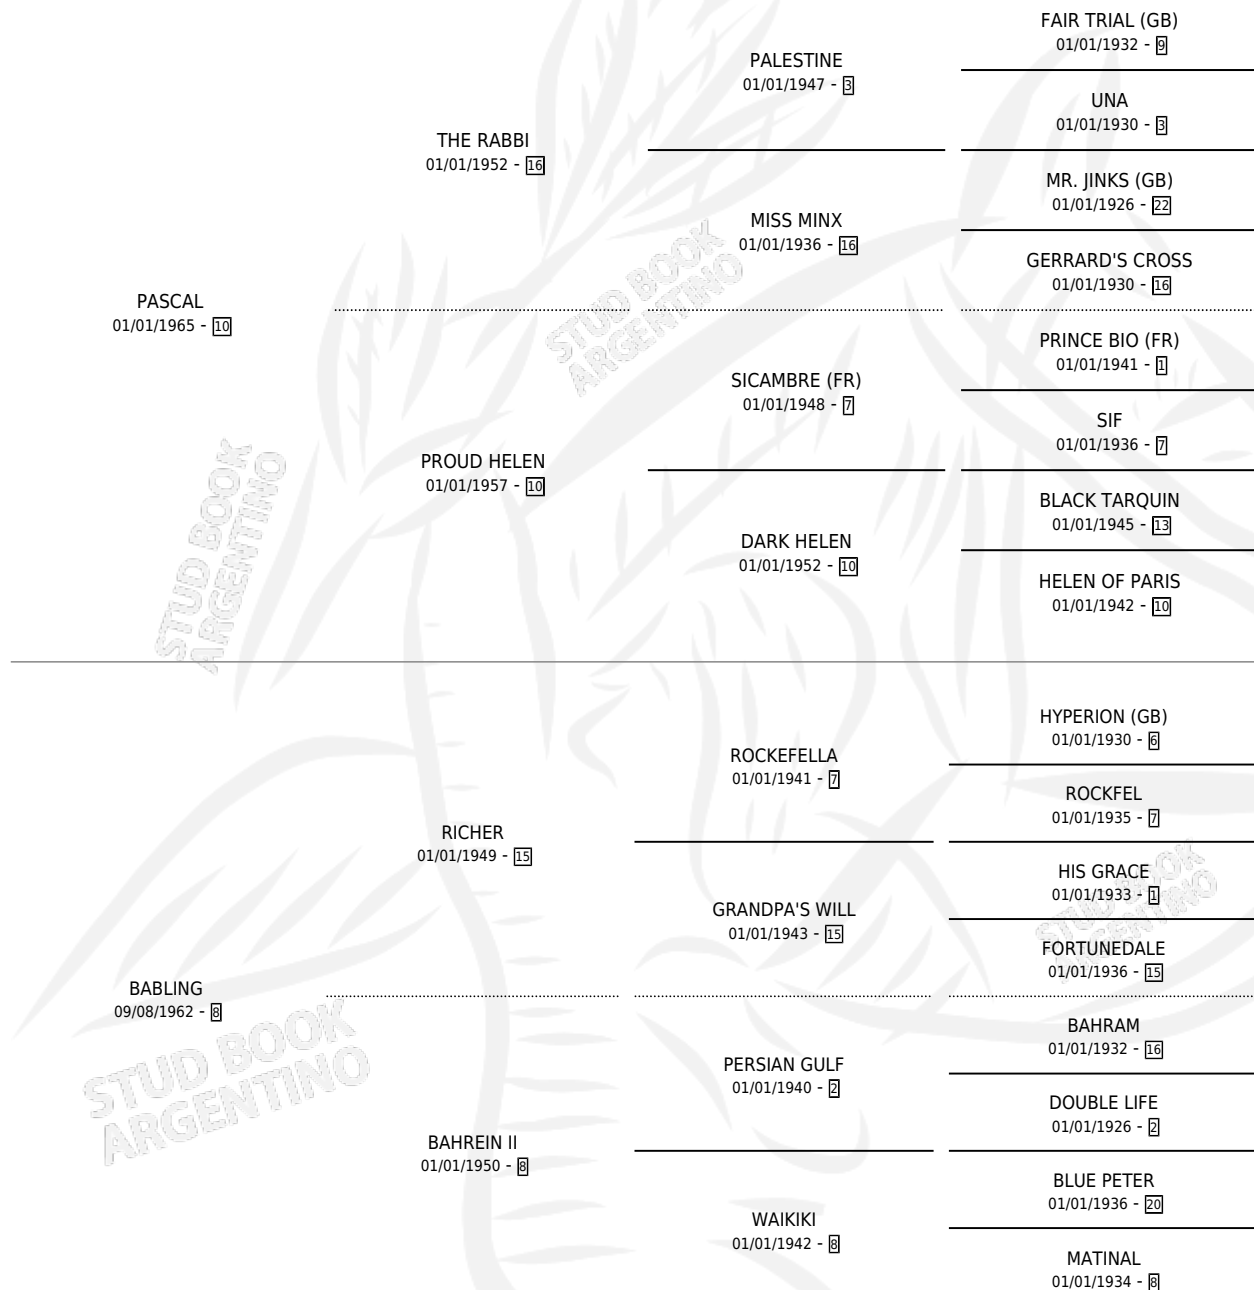 FAIR TRIAL (GB)
01/01/1932 - 9
PALESTINE
01/01/1947 - 3
UNA
01/01/1930 - 3
THE RABBI
01/01/1952 - 16
MR. JINKS (GB)
01/01/1926 - 22
MISS MINX
01/01/1936 - 16
GERRARD'S CROSS
01/01/1930 - 16
PASCAL
01/01/1965 - 10
STUD BOOK
ARGENTINO
PRINCE BIO (FR)
01/01/1941 - 1
SICAMBRE (FR)
01/01/1948 - 7
SIF
01/01/1936 - 7
PROUD HELEN
01/01/1957 - 10
BLACK TARQUIN
01/01/1945 - 13
DARK HELEN
01/01/1952 - 10
HELEN OF PARIS
01/01/1942 - 10
STUD BOOK
ARGENTINO
HYPERION (GB)
01/01/1930 - 6
ROCKEFELLA
01/01/1941 - 7
ROCKFEL
01/01/1935 - 7
RICHER
01/01/1949 - 15
HIS GRACE
01/01/1933 - 1
GRANDPA'S WILL
01/01/1943 - 15
STUD BOOK
ARGENTINO
FORTUNEDALE
01/01/1936 - 15
BABLING
09/08/1962 - 8
BAHRAM
01/01/1932 - 16
PERSIAN GULF
01/01/1940 - 2
STUD BOOK
ARGENTINO
DOUBLE LIFE
01/01/1926 - 2
BAHREIN II
01/01/1950 - 8
BLUE PETER
01/01/1936 - 20
WAIKIKI
01/01/1942 - 8
MATINAL
01/01/1934 - 8